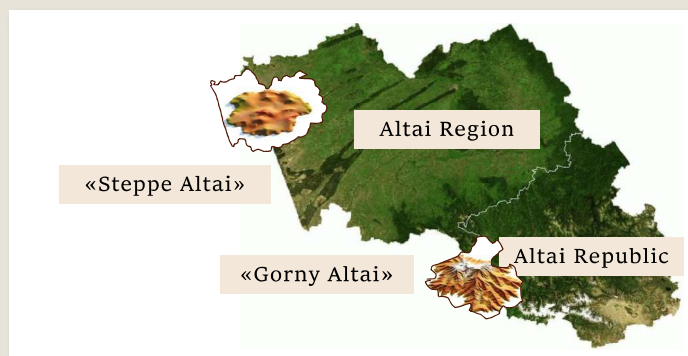 Altai Region
«Steppe Altai»
Altai Republic
«Gorny Altai»